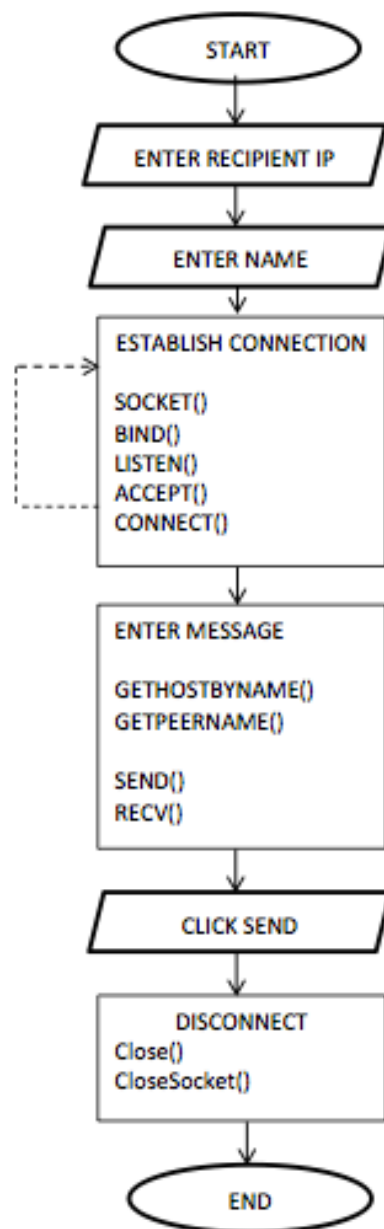 START
ENTER RECIPIENT IP
ENTER NAME
ESTABLISH CONNECTION
SOCKET()
BIND()
LISTEN()
ACCEPT()
CONNECT()
ENTER MESSAGE
GETHOSTBYNAME()
GETPEERNAME()
SEND()
RECV()
CLICK SEND
DISCONNECT
Close()
CloseSocket()
END